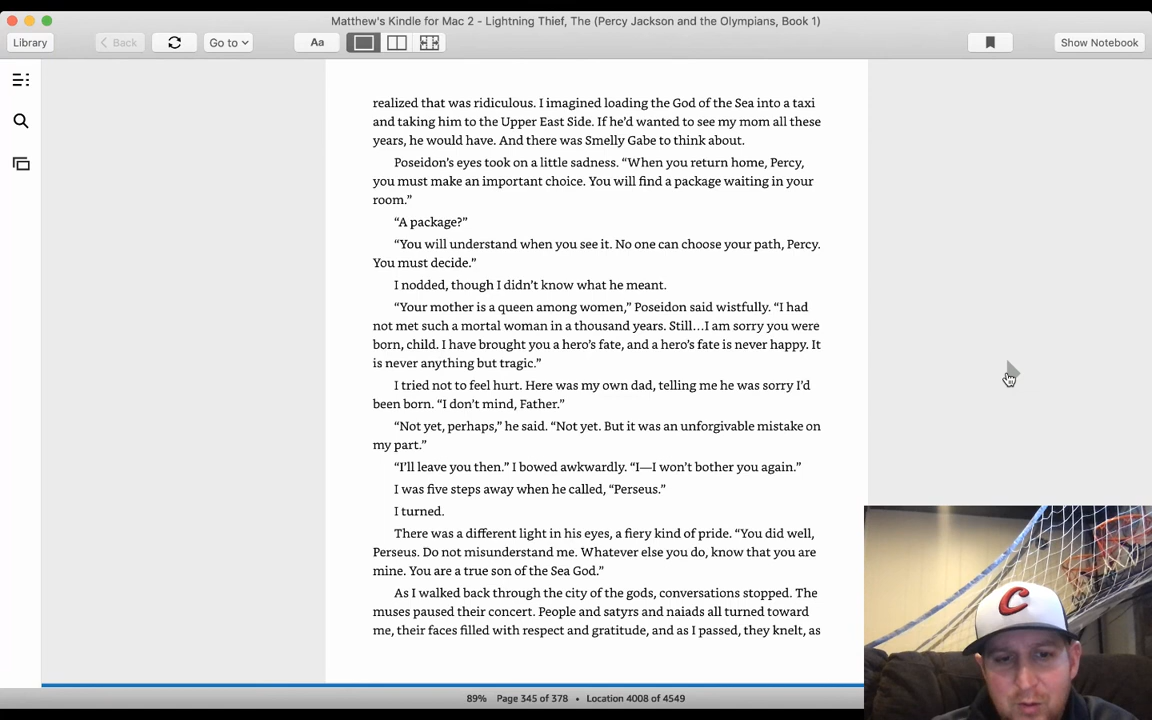 Matthew's Kindle for Mac 2 - Lightning Thief, The (Percy Jackson and the Olympians, Book 1)
Library Back Go to Aa Show Notebook
realized that was ridiculous. I imagined loading the God of the Sea into a taxi
and taking him to the Upper East Side. If he’d wanted to see my mom all these
years, he would have. And there was Smelly Gabe to think about.
Poseidon’s eyes took on a little sadness. “When you return home, Percy,
you must make an important choice. You will find a package waiting in your
room.”
“A package?”
“You will understand when you see it. No one can choose your path, Percy.
You must decide.”
I nodded, though I didn’t know what he meant.
“Your mother is a queen among women,” Poseidon said wistfully. “I had
not met such a mortal woman in a thousand years. Still…I am sorry you were
born, child. I have brought you a hero’s fate, and a hero’s fate is never happy. It
is never anything but tragic.”
I tried not to feel hurt. Here was my own dad, telling me he was sorry I’d
been born. “I don’t mind, Father.”
“Not yet, perhaps,” he said. “Not yet. But it was an unforgivable mistake on
my part.”
“I’ll leave you then.” I bowed awkwardly. “I—I won’t bother you again.”
I was five steps away when he called, “Perseus.”
I turned.
There was a different light in his eyes, a fiery kind of pride. “You did well,
Perseus. Do not misunderstand me. Whatever else you do, know that you are
mine. You are a true son of the Sea God.”
As I walked back through the city of the gods, conversations stopped. The
muses paused their concert. People and satyrs and naiads all turned toward
me, their faces filled with respect and gratitude, and as I passed, they knelt, as
C
89% Page 345 of 378 • Location 4008 of 4549